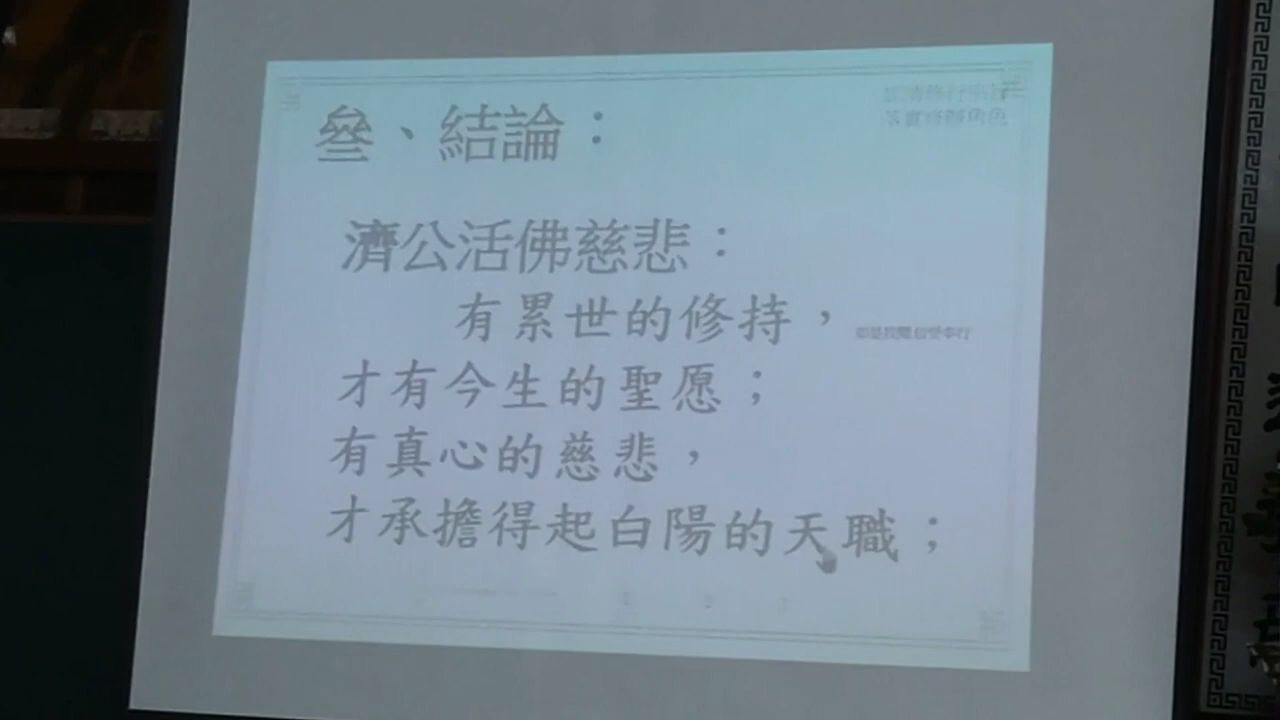 叄、結論：
濟公活佛慈悲：
有累世的修持，
才有今生的聖愿；
有真心的慈悲，
才承擔得起白陽的天職；